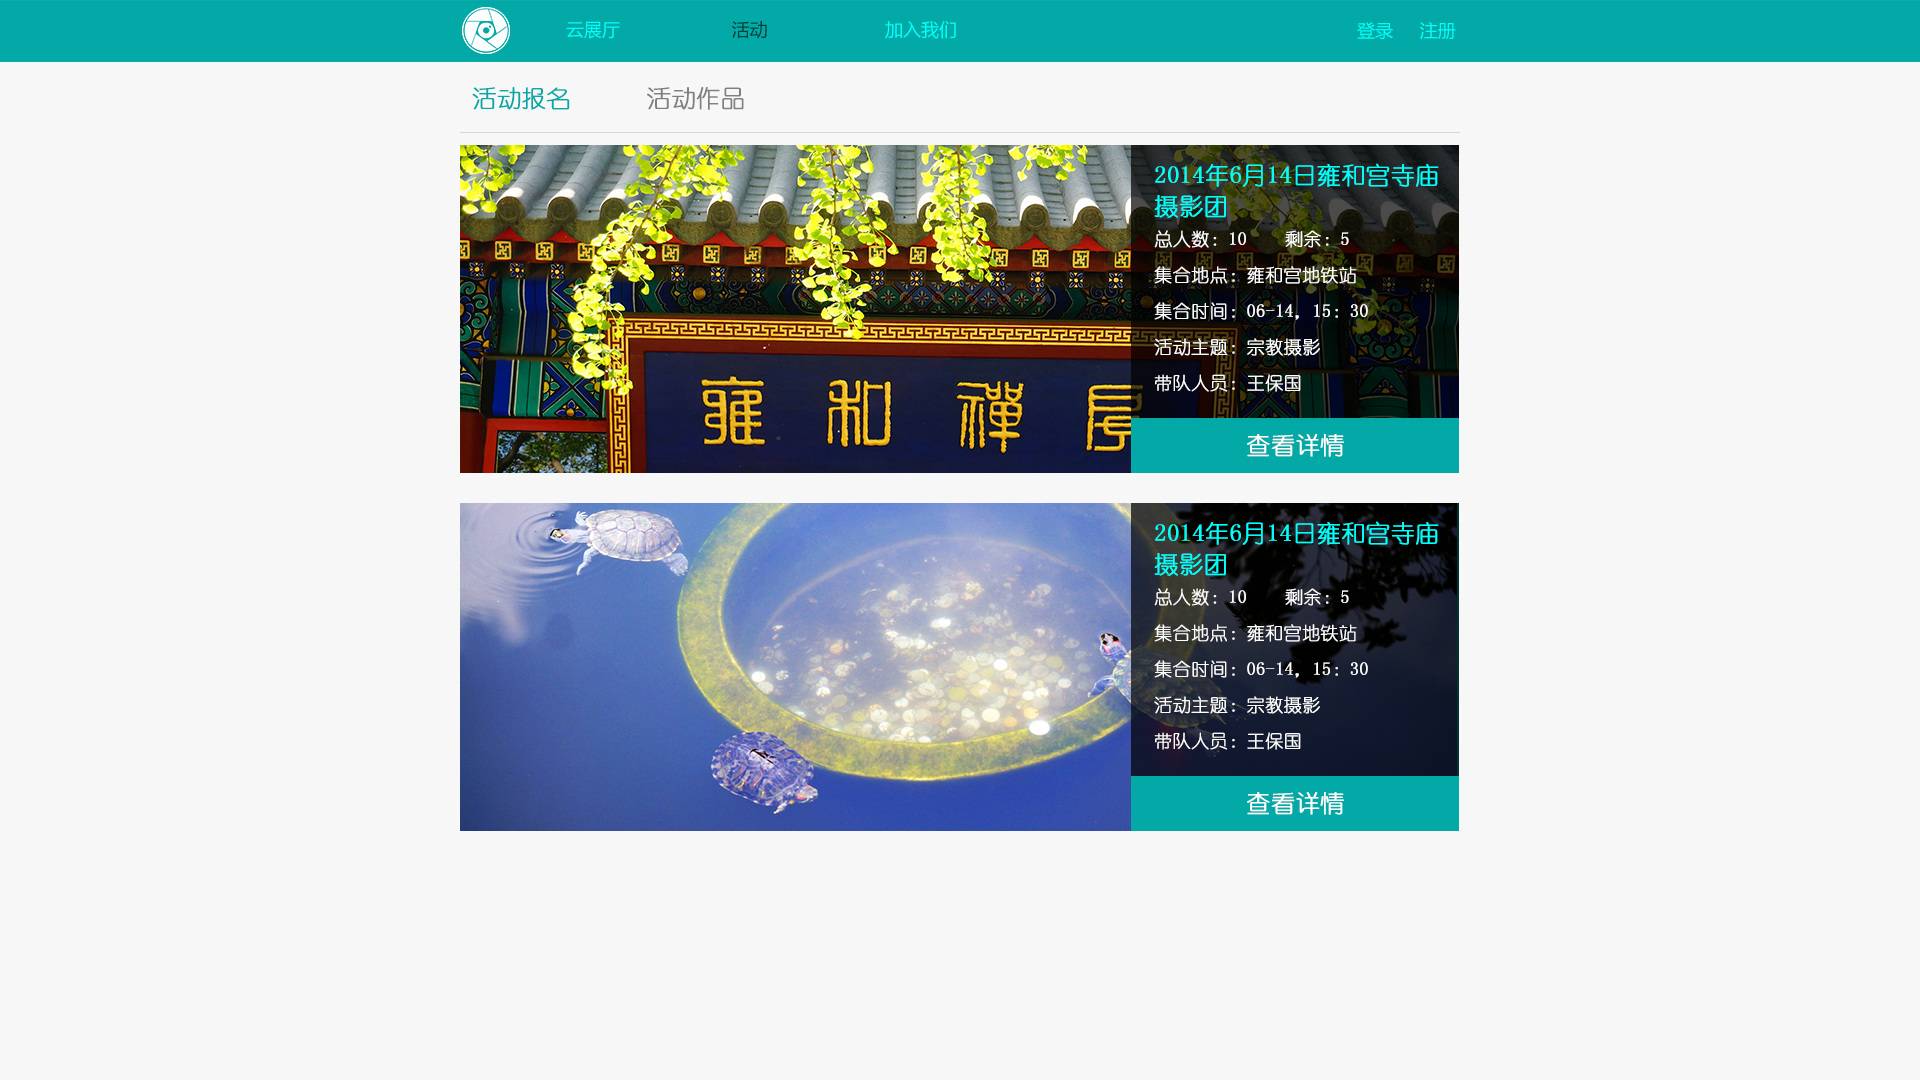 云展厅 活动 加入我们 登录 注册
活动报名 活动作品
2014年6月14日雍和宫寺庙
摄影团
总人数：10 剩余：5
集合地点：雍和宫地铁站
集合时间：06-14，15：30
活动主题：宗教摄影
带队人员：王保国
雍和禅
查看详情
2014年6月14日雍和宫寺庙
摄影团
总人数：10 剩余：5
集合地点：雍和宫地铁站
集合时间：06-14，15：30
活动主题：宗教摄影
带队人员：王保国
查看详情